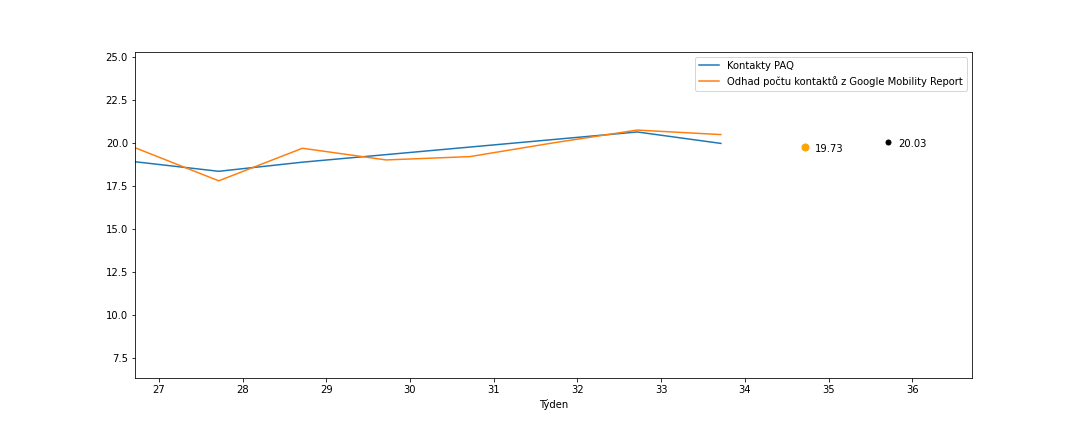 25.0
22.5
20.0
17.5
15.0
12.5
10.0
7.5
Kontakty PAQ
Odhad počtu kontaktů z Google Mobility Report
19.73
20.03
27 28 29 30 31 32 33 34 35 36
Týden